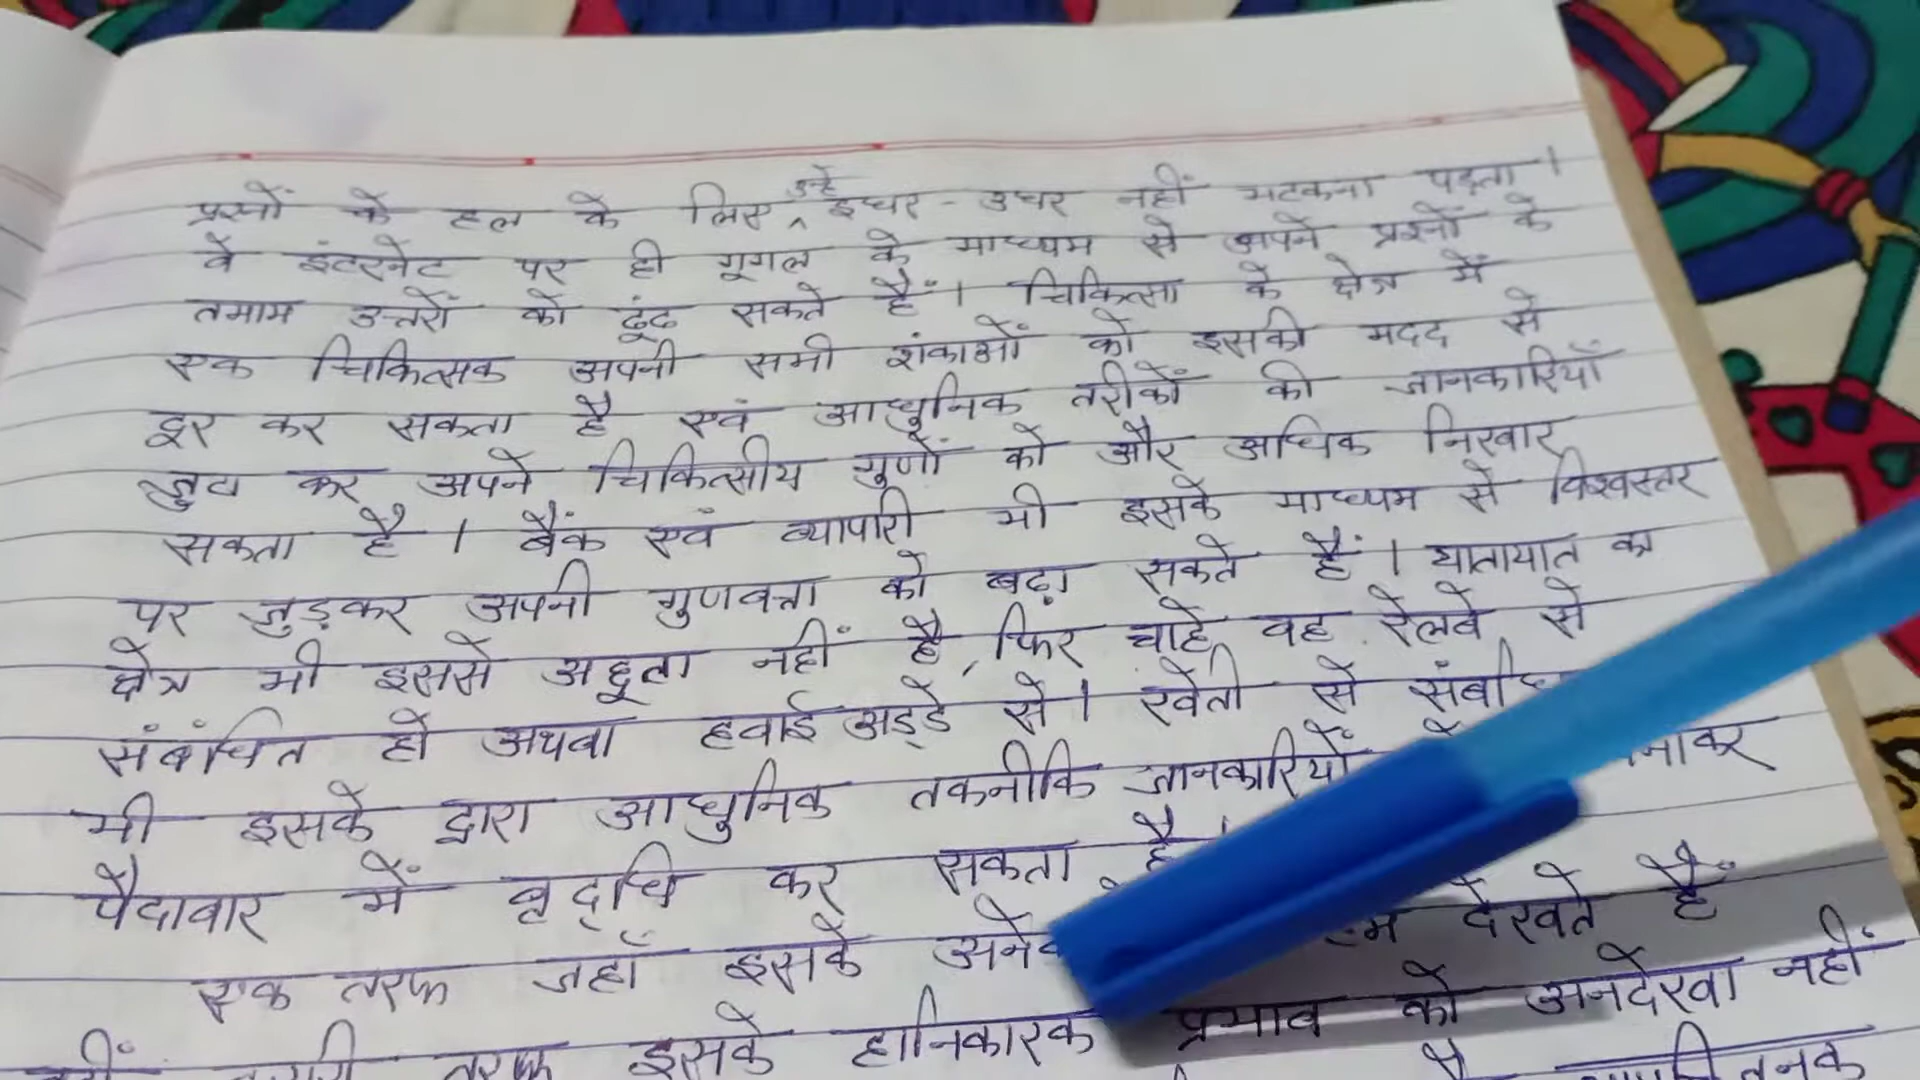 प्रश्नों के हल के लिए उन्हें इधर-उधर नहीं भटकना पड़ता।
वे इंटरनेट पर ही गूगल के माध्यम से अपने प्रश्नों के
तमाम उत्तरों को ढूंढ सकते हैं। चिकित्सा के क्षेत्र में
एक चिकित्सक अपनी सभी शंकाओं को इसकी मदद से
दूर कर सकता है एवं आधुनिक तरीकों की जानकारियाँ
जुटा कर अपने चिकित्सीय गुणों को और अधिक निखार
सकता है। बैंक एवं व्यापारी भी इसके माध्यम से विश्वस्तर
पर जुड़कर अपनी गुणवत्ता को बढ़ा सकते हैं। यातायात का
क्षेत्र भी इससे अछूता नहीं है, फिर चाहे वह रेलवे से
संबंधित हो अथवा हवाई अड्डे से। खेती से
भी इसके द्वारा आधुनिक तकनीकि जानकारियों
पैदावार में वृद्धि कर सकता है।
एक तरफ जहाँ इसके हम देखते हैं
तरफ इसके हानिकारक प्रभाव को अनदेखा नहीं